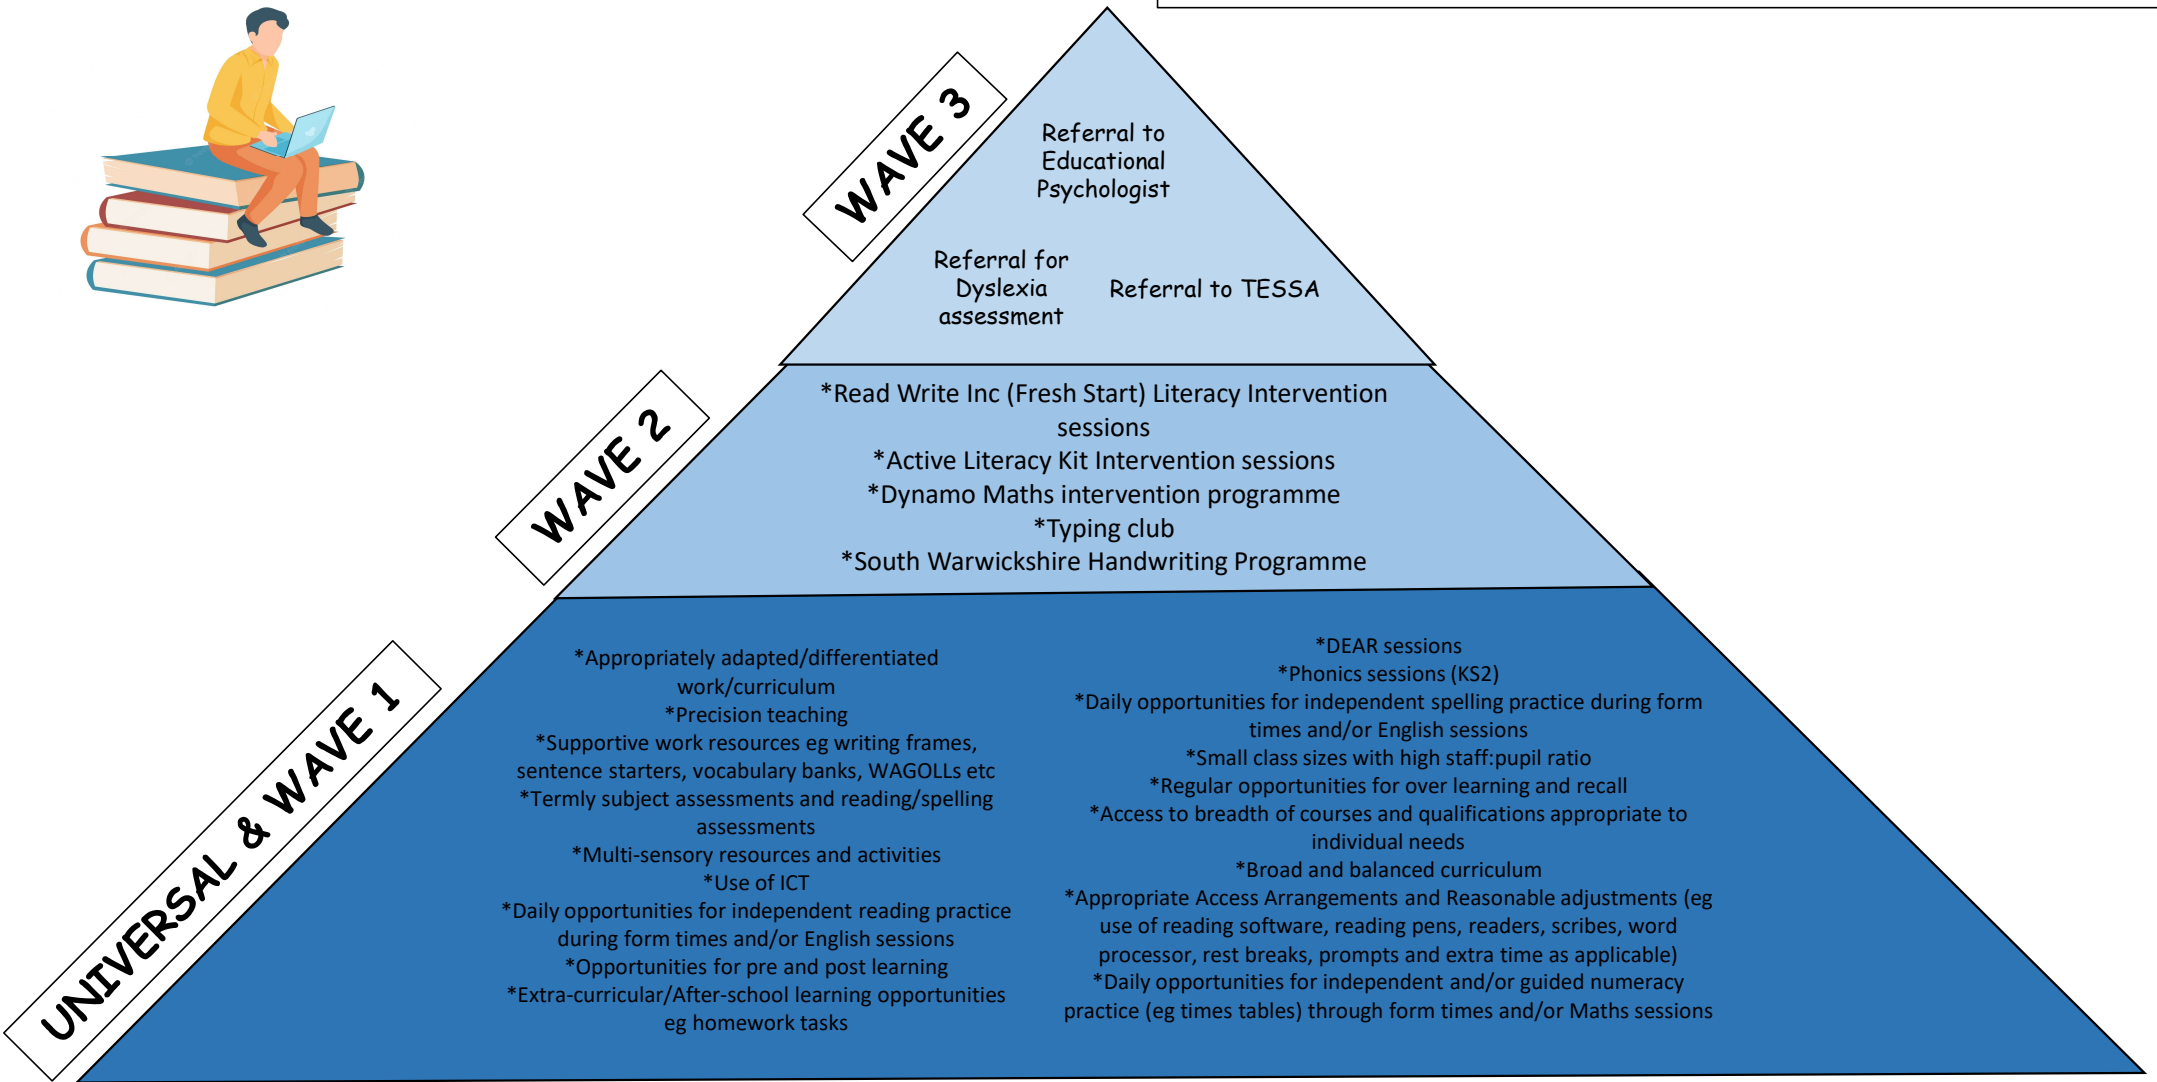 WAVE 3
Referral to
Educational
Psychologist
Referral for
Dyslexia
assessment
Referral to TESSA
WAVE 2
*Read Write Inc (Fresh Start) Literacy Intervention
sessions
*Active Literacy Kit Intervention sessions
*Dynamo Maths intervention programme
*Typing club
*South Warwickshire Handwriting Programme
UNIVERSAL & WAVE 1
*Appropriately adapted/differentiated
work/curriculum
*Precision teaching
*Supportive work resources eg writing frames,
sentence starters, vocabulary banks, WAGOLLs etc
*Termly subject assessments and reading/spelling
assessments
*Multi-sensory resources and activities
*Use of ICT
*Daily opportunities for independent reading practice
during form times and/or English sessions
*Opportunities for pre and post learning
*Extra-curricular/After-school learning opportunities
eg homework tasks
*DEAR sessions
*Phonics sessions (KS2)
*Daily opportunities for independent spelling practice during form
times and/or English sessions
*Small class sizes with high staff:pupil ratio
*Regular opportunities for over learning and recall
*Access to breadth of courses and qualifications appropriate to
individual needs
*Broad and balanced curriculum
*Appropriate Access Arrangements and Reasonable adjustments (eg
use of reading software, reading pens, readers, scribes, word
processor, rest breaks, prompts and extra time as applicable)
*Daily opportunities for independent and/or guided numeracy
practice (eg times tables) through form times and/or Maths sessions